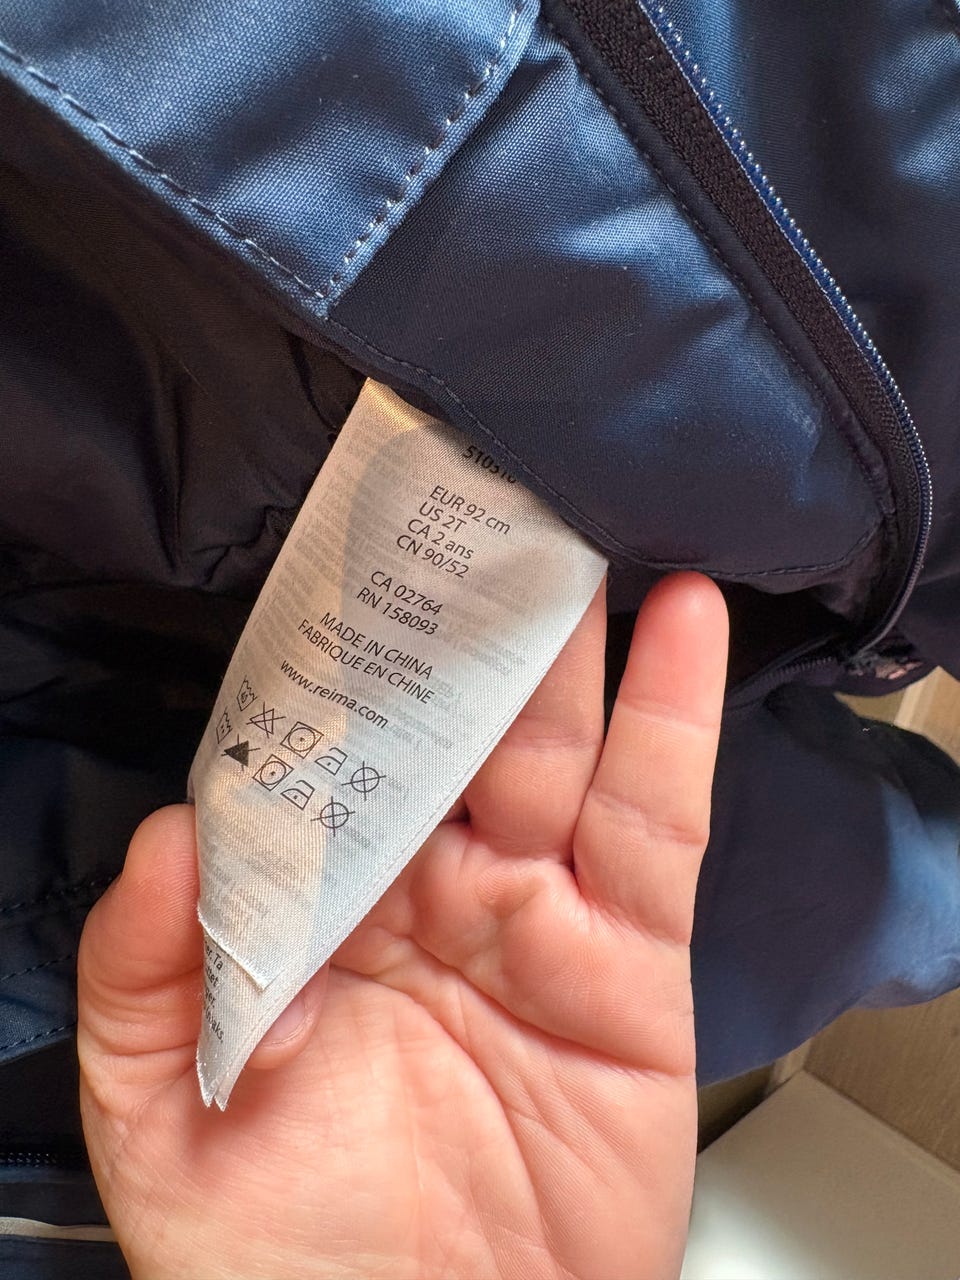 510310
EUR 92 cm
US 2T
CA 2 ans
CN 90/52
CA 02764
RN 158093
MADE IN CHINA
FABRIQUE EN CHINE
www.reima.com